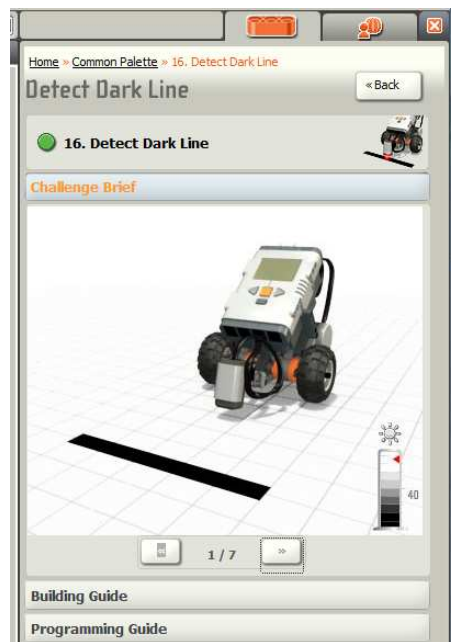 Home » Common Palette » 16. Detect Dark Line
Detect Dark Line
« Back
16. Detect Dark Line
Challenge Brief
40
« 1 / 7 »
Building Guide
Programming Guide